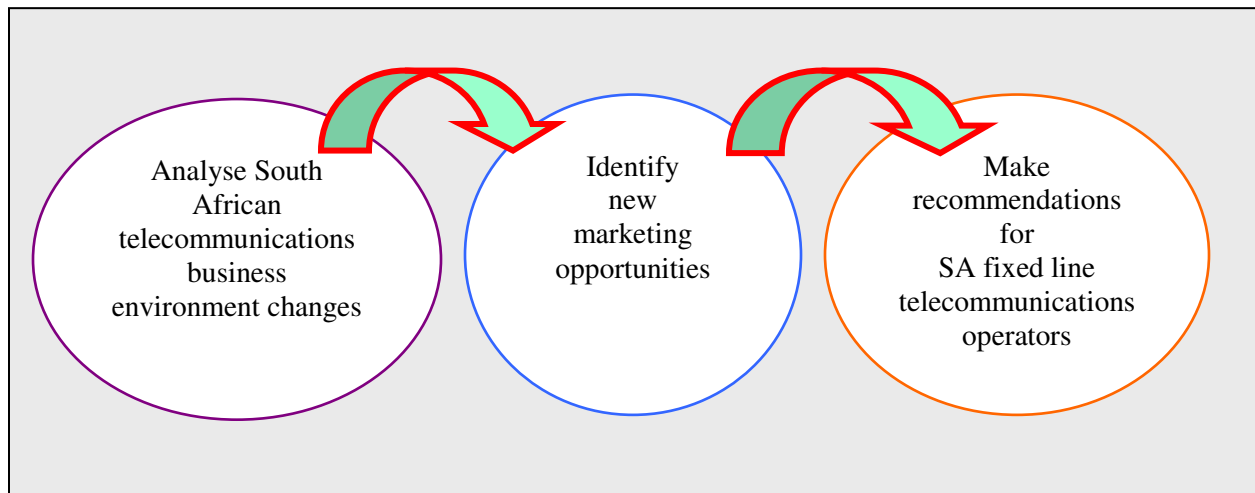 Analyse South
African
telecommunications
business
environment changes
Identify
new
marketing
opportunities
Make
recommendations
for
SA fixed line
telecommunications
operators